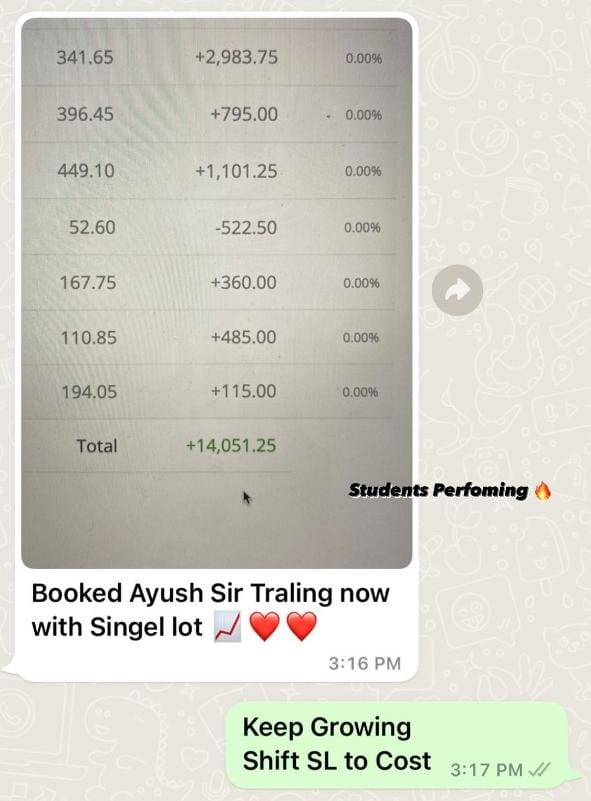 341.65 +2,983.75 0.00%
396.45 +795.00 0.00%
449.10 +1,101.25 0.00%
52.60 -522.50 0.00%
167.75 +360.00 0.00%
110.85 +485.00 0.00%
194.05 +115.00 0.00%
Total +14,051.25
Students Perfoming 🔥
Booked Ayush Sir Traling now
with Singel lot 📈❤️❤️
3:16 PM
Keep Growing
Shift SL to Cost 3:17 PM